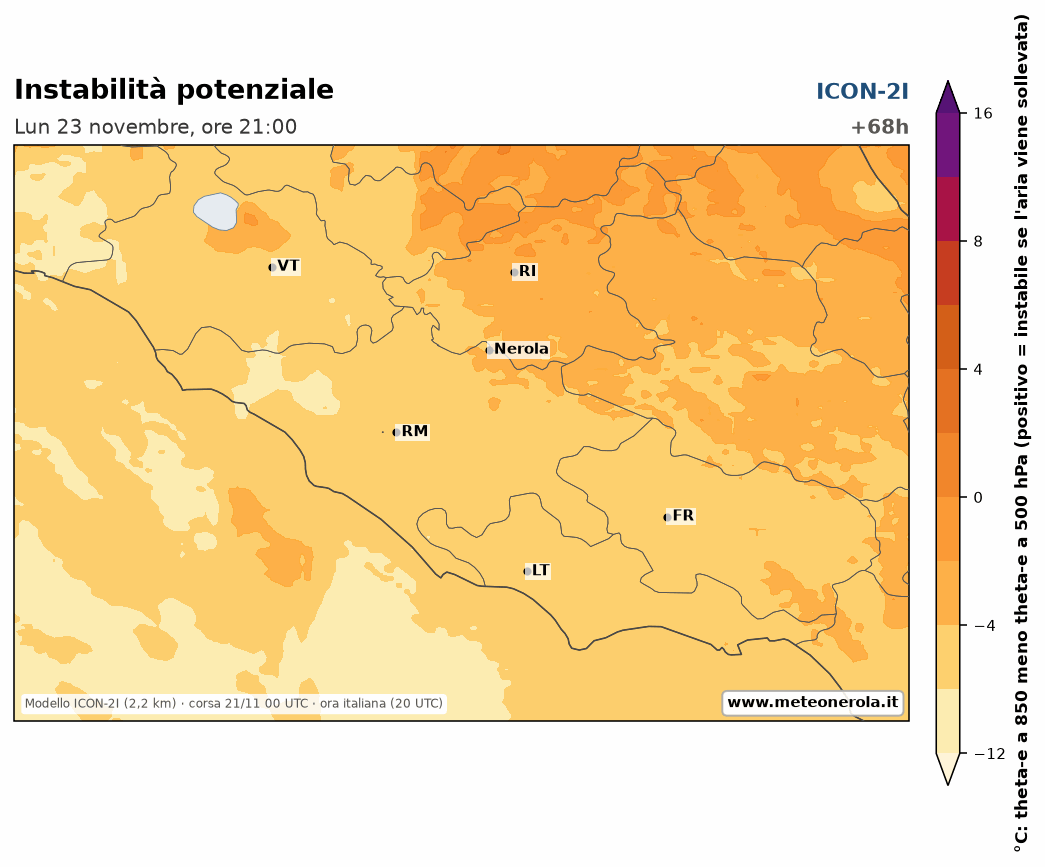 Instabilità potenziale
ICON-2I
Lun 23 novembre, ore 21:00
+68h
VT
RI
Nerola
RM
FR
LT
Modello ICON-2I (2,2 km) · corsa 21/11 00 UTC · ora italiana (20 UTC)
www.meteonerola.it
16
8
4
0
−4
−12
°C: theta-e a 850 meno theta-e a 500 hPa (positivo = instabile se l'aria viene sollevata)